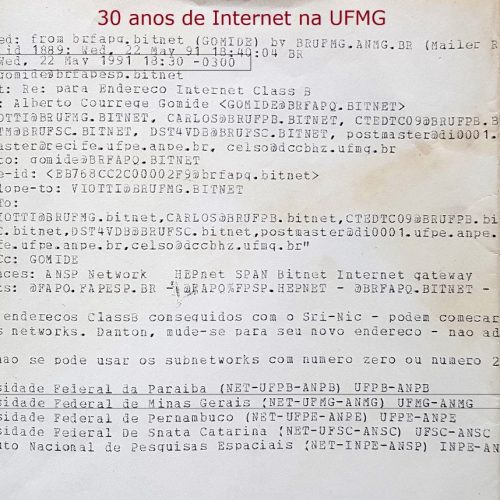 30 anos de Internet na UFMG
ed: from brfapq.bitnet (GOMIDE) by BRUFMG.ANMG.BR (Mailer R
id 1889; Wed, 22 May 91 18:40:04 BR
Wed, 22 May 1991 18:30 -0300
gomide@brfapesp.bitnet
t: Re: para Endereco Internet Class B
: Alberto Courrege Gomide <GOMIDE@BRFAPQ.BITNET>
IOTTI@BRUFMG.BITNET, CARLOS@BRUFPB.BITNET, CTEDTC09@BRUFPB.B
TM@BRUFSC.BITNET, DST4VDB@BRUFSC.BITNET, postmaster@di0001.
master@recife.ufpe.anpe.br, celso@dccbhz.ufmg.br
to: gomide@BRFAPQ.BITNET
e-id: <EB768CC2C00002F9@brfapq.bitnet>
lope-to: VIOTTI@BRUFMG.BITNET
fo:
VIOTTI@BRUFMG.bitnet,CARLOS@BRUFPB.bitnet,CTEDTC09@BRUFPB.bi
C.bitnet,DST4VDB@BRUFSC.bitnet,postmaster@di0001.ufpe.anpe.
fe.ufpe.anpe.br,celso@dccbhz.ufmg.br"
Cc: GOMIDE
aces: ANSP Network HEPnet SPAN Bitnet Internet gateway
ts: @FAPQ.FAPESP.BR - @BRAPQ%FPSP.HEPNET - @BRFAPQ.BITNET -
enderecos ClassB conseguidos com o Sri-Nic - podem comecar
s networks. Danton, mude-se para seu novo endereco - nao ad
nao se pode usar os subnetworks com numero zero ou numero 2
sidade Federal da Paraiba (NET-UFPB-ANPB) UFPB-ANPB
sidade Federal de Minas Gerais (NET-UFMG-ANMG) UFMG-ANMG
sidade Federal de Pernambuco (NET-UFPE-ANPE) UFPE-ANPE
sidade Federal De Snata Catarina (NET-UFSC-ANSC) UFSC-ANSC
uto Nacional de Pesquisas Espaciais (NET-INPE-ANSP) INPE-AN